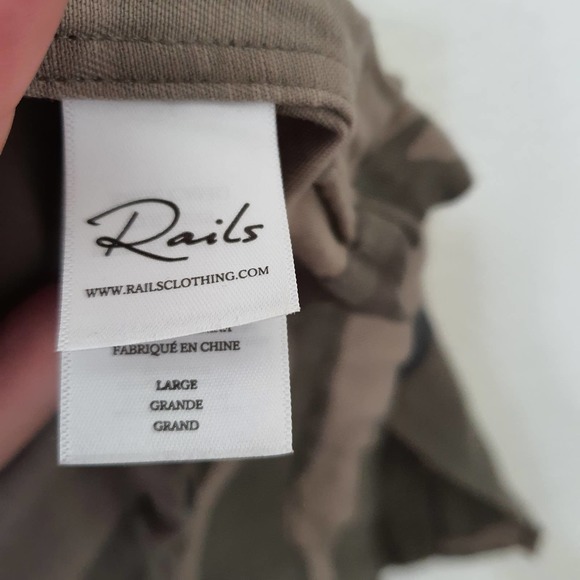 Rails
WWW.RAILSCLOTHING.COM
FABRIQUÉ EN CHINE
LARGE
GRANDE
GRAND